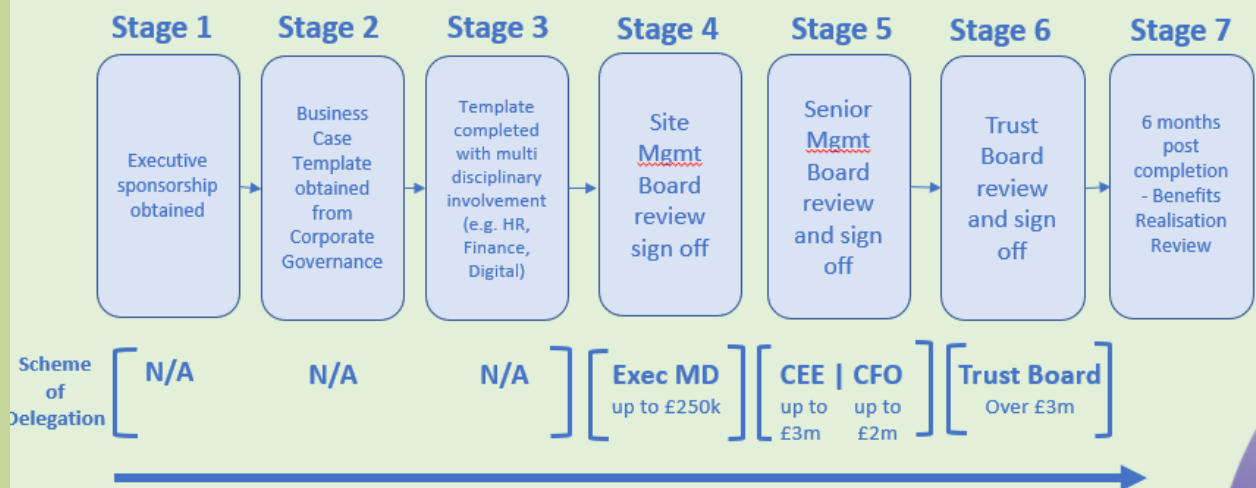 Stage 1
Stage 2
Stage 3
Stage 4
Stage 5
Stage 6
Stage 7
Executive
sponsorship
obtained
Business
Case
Template
obtained
from
Corporate
Governance
Template
completed
with multi
disciplinary
involvement
(e.g. HR,
Finance,
Digital)
Site
Mgmt
Board
review
sign off
Senior
Mgmt
Board
review
and sign
off
Trust
Board
review
and sign
off
6 months
post
completion
- Benefits
Realisation
Review
Scheme
of
Delegation
N/A
N/A
N/A
Exec MD
up to £250k
CEE | CFO
up to
£3m
up to
£2m
Trust Board
Over £3m